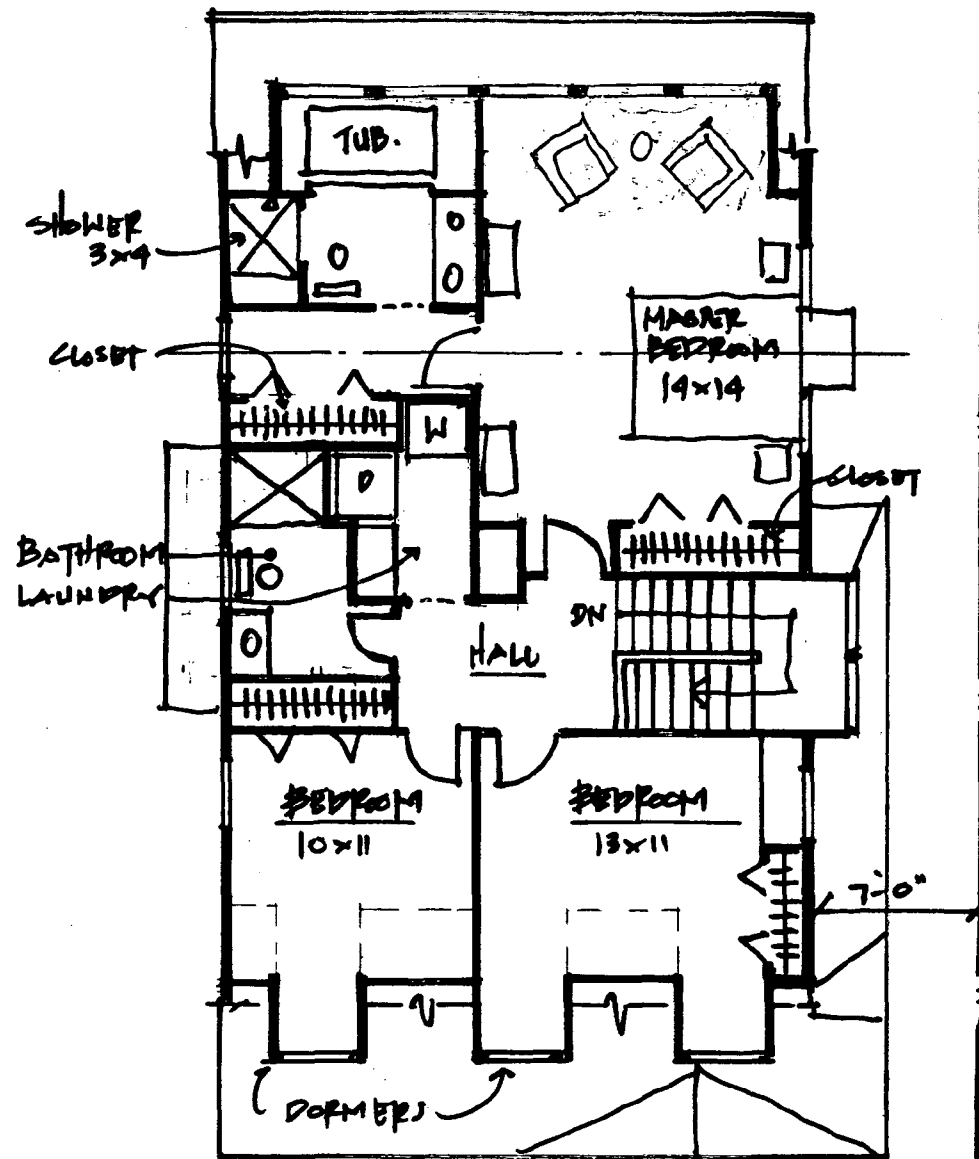 TUB.
SHOWER
3x4
CLOSET
MASTER
BEDROOM
14x14
W
D
CLOSET
BATHROOM
LAUNDRY
DN
HALL
BEDROOM
10x11
BEDROOM
13x11
7'-0"
DORMERS